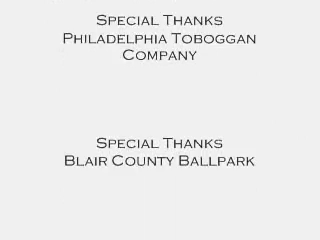 Special Thanks
Philadelphia Toboggan
Company
Special Thanks
Blair County Ballpark